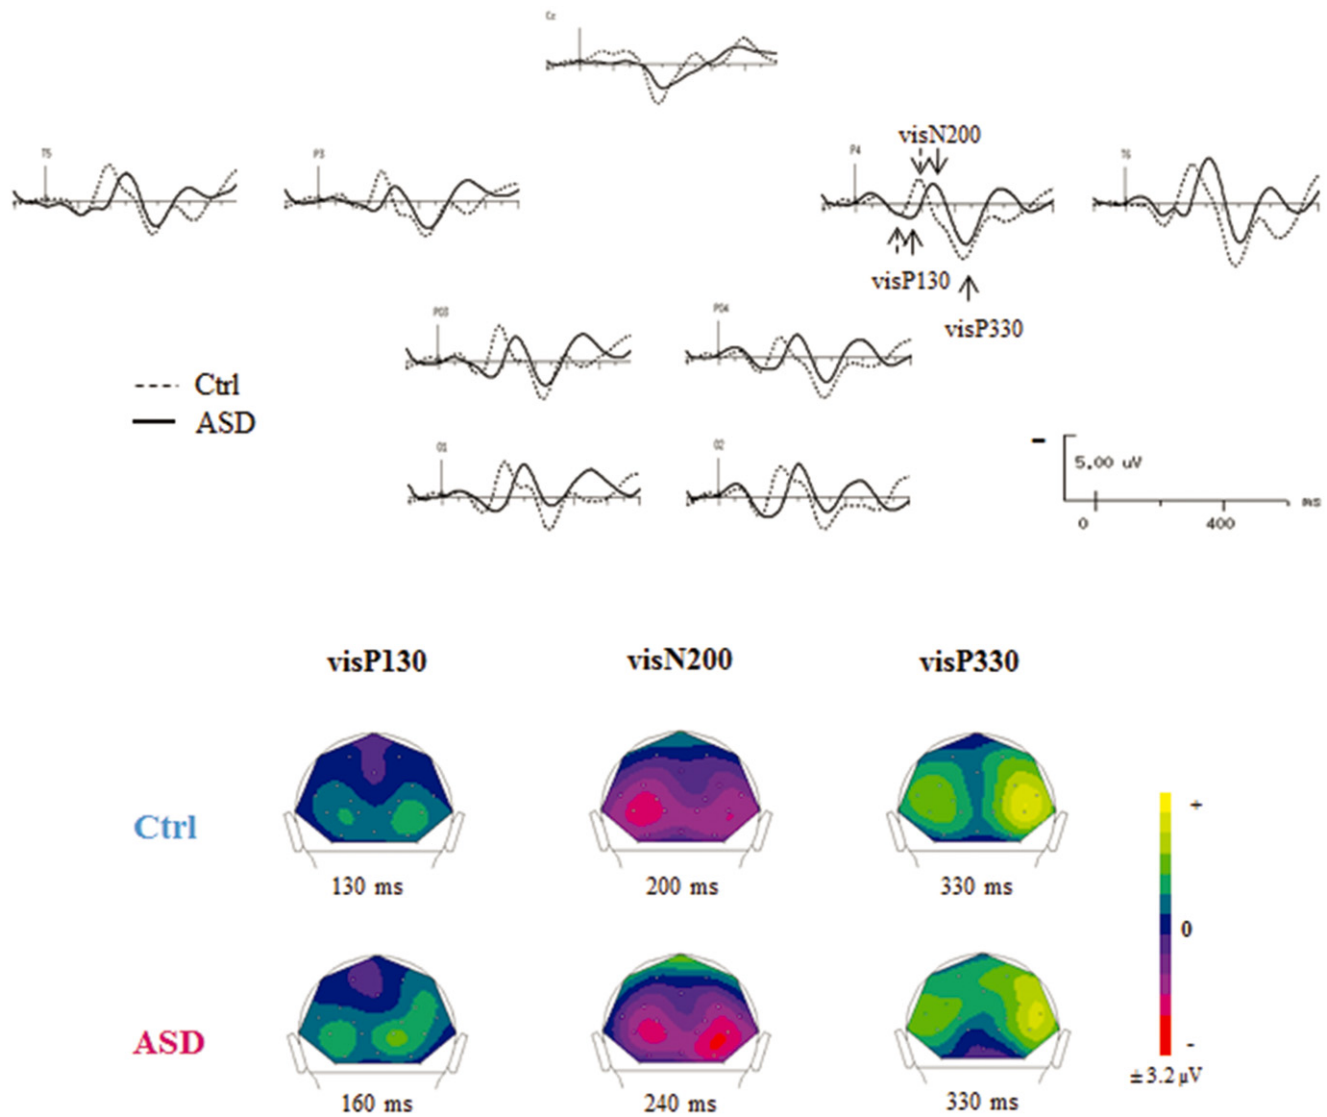 Cz
visN200
T5
P3
P4
T6
visP130
visP330
PO3
PO4
Ctrl
ASD
O1
O2
-
5.00 uV
ms
0 400
visP130 visN200 visP330
Ctrl
130 ms 200 ms 330 ms
+
0
-
± 3.2 µV
ASD
160 ms 240 ms 330 ms